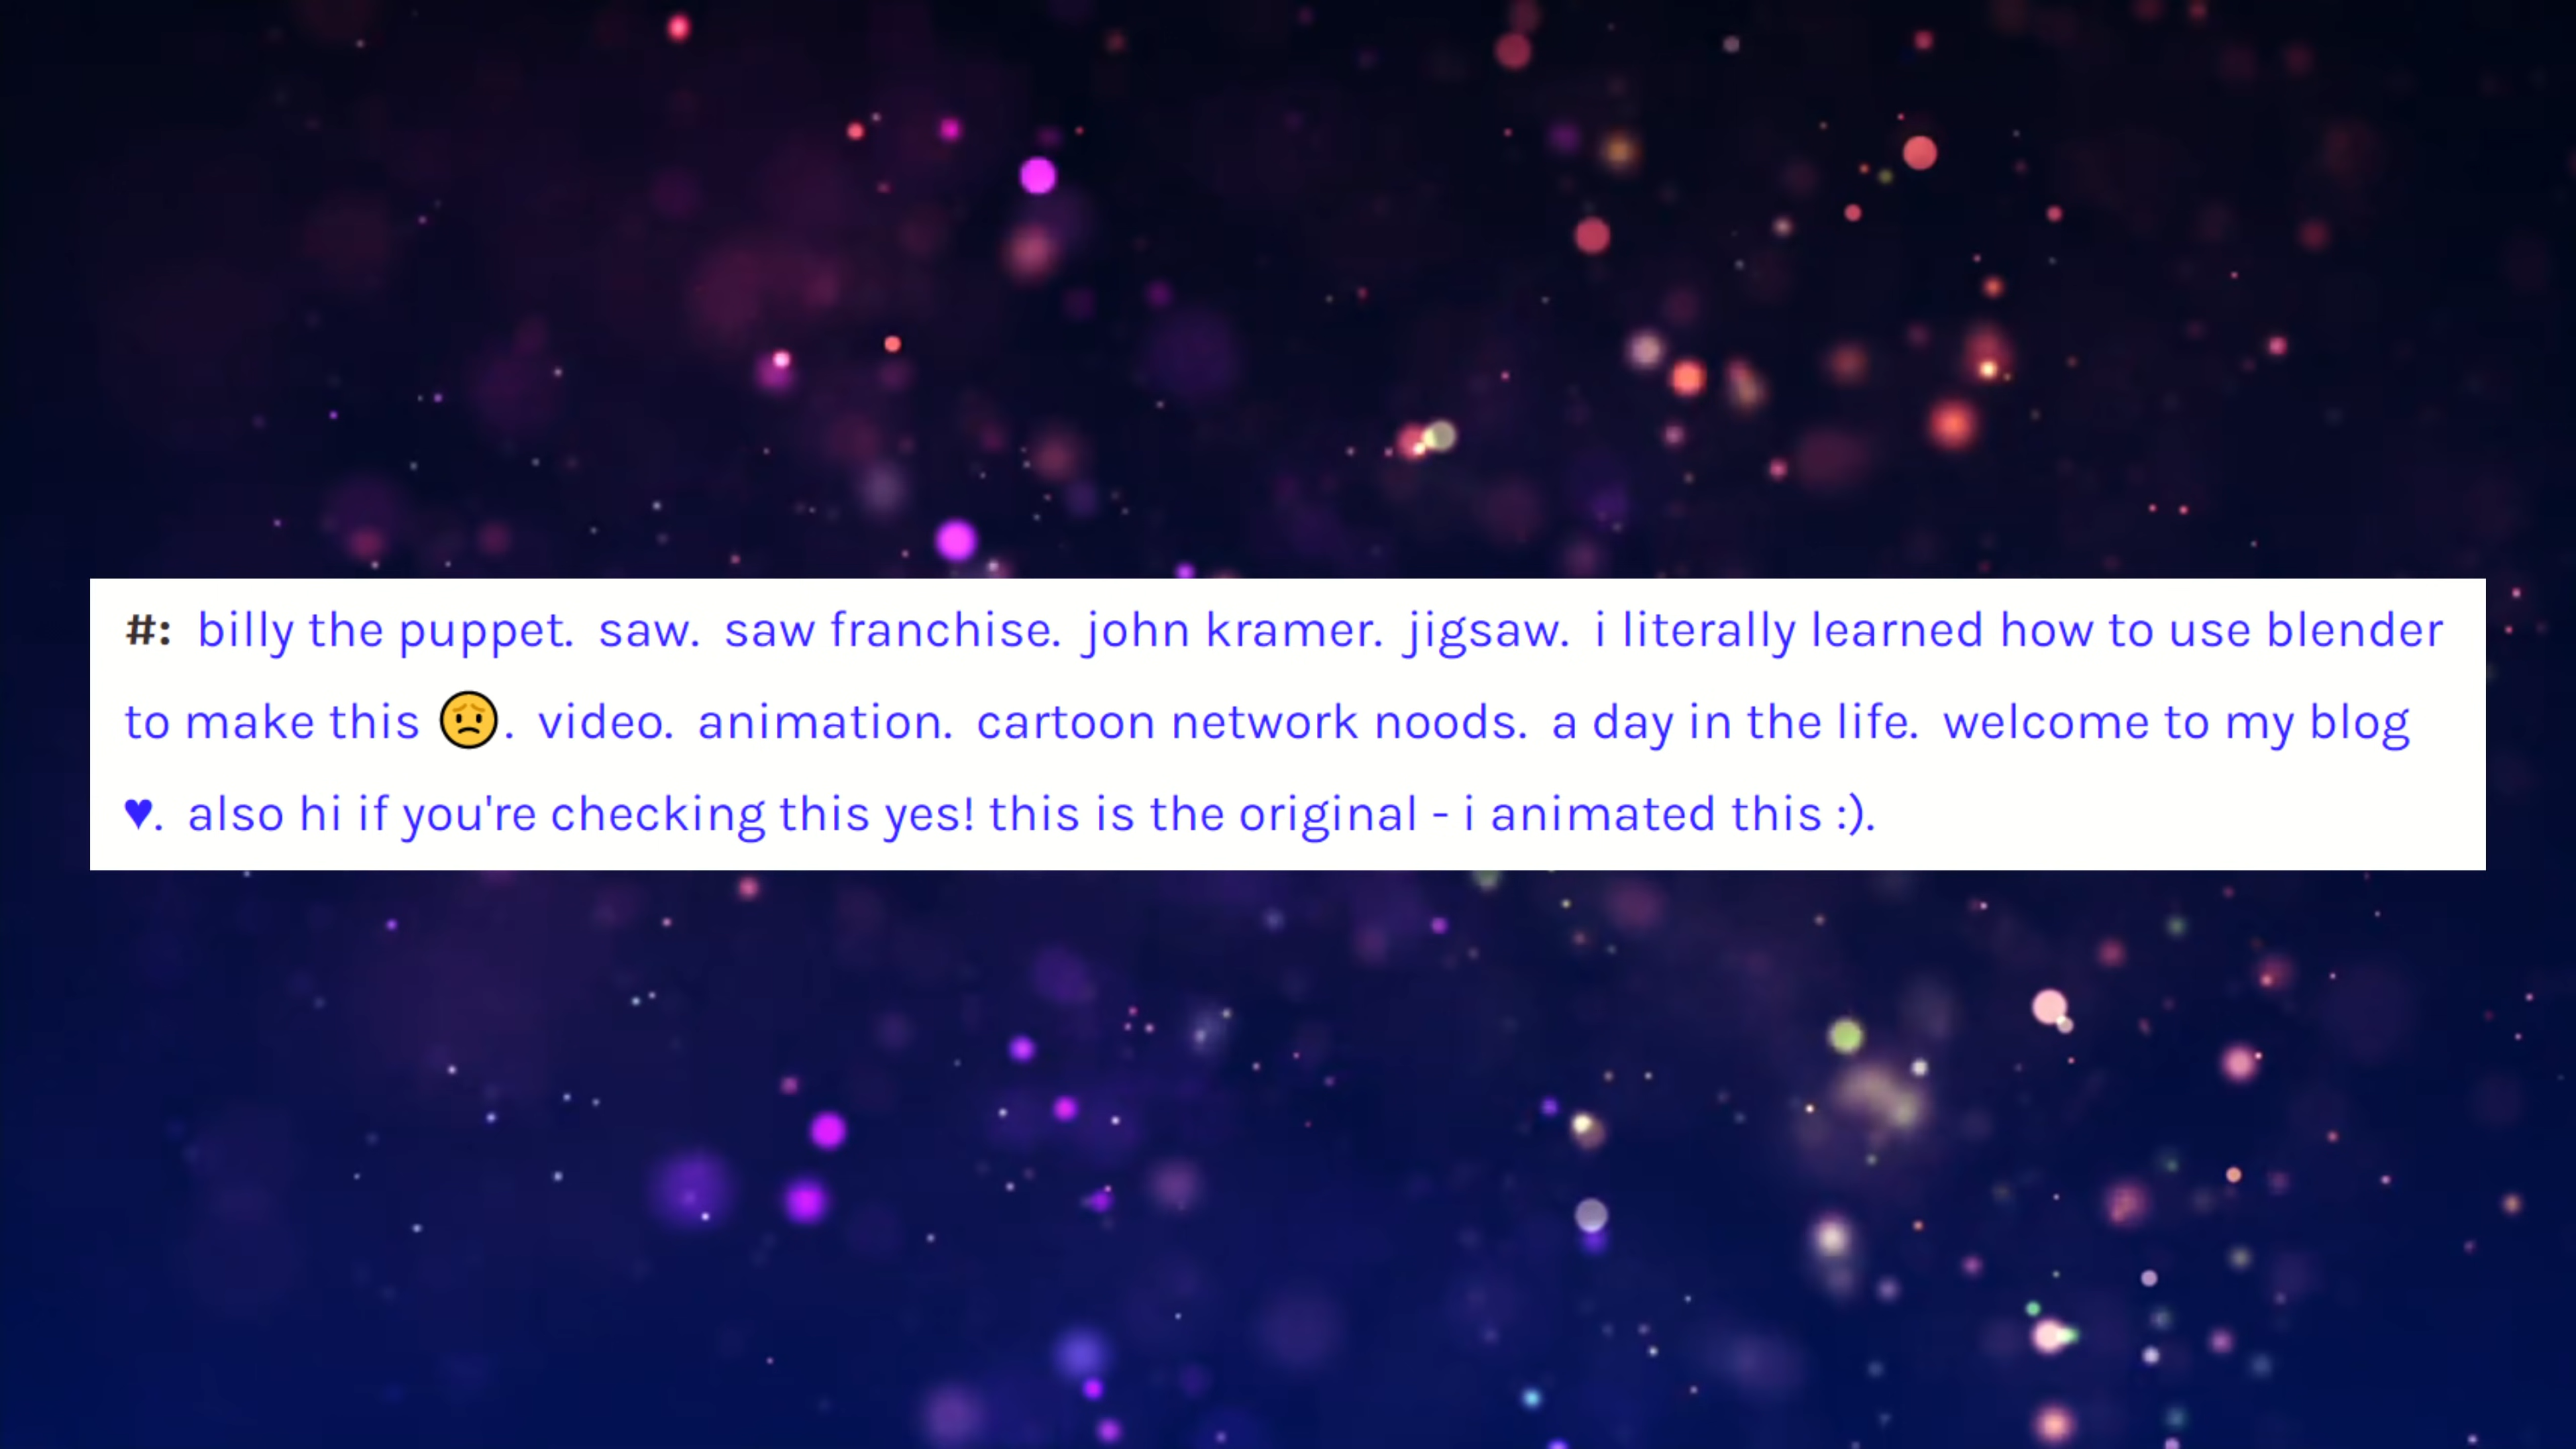 #: billy the puppet. saw. saw franchise. john kramer. jigsaw. i literally learned how to use blender
to make this 😟. video. animation. cartoon network noods. a day in the life. welcome to my blog
♥. also hi if you're checking this yes! this is the original - i animated this :).